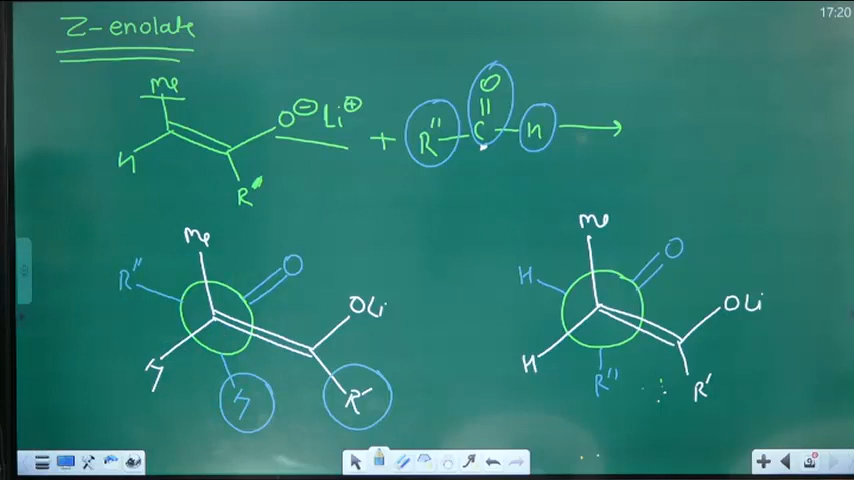 17:20
Z-enolate
Me
H
O⊖ Li⊕
R'
+
R''—C—H →
O
Me
R''
O
OLi
H
H
R'
Me
H
O
OLi
H
R''
R'